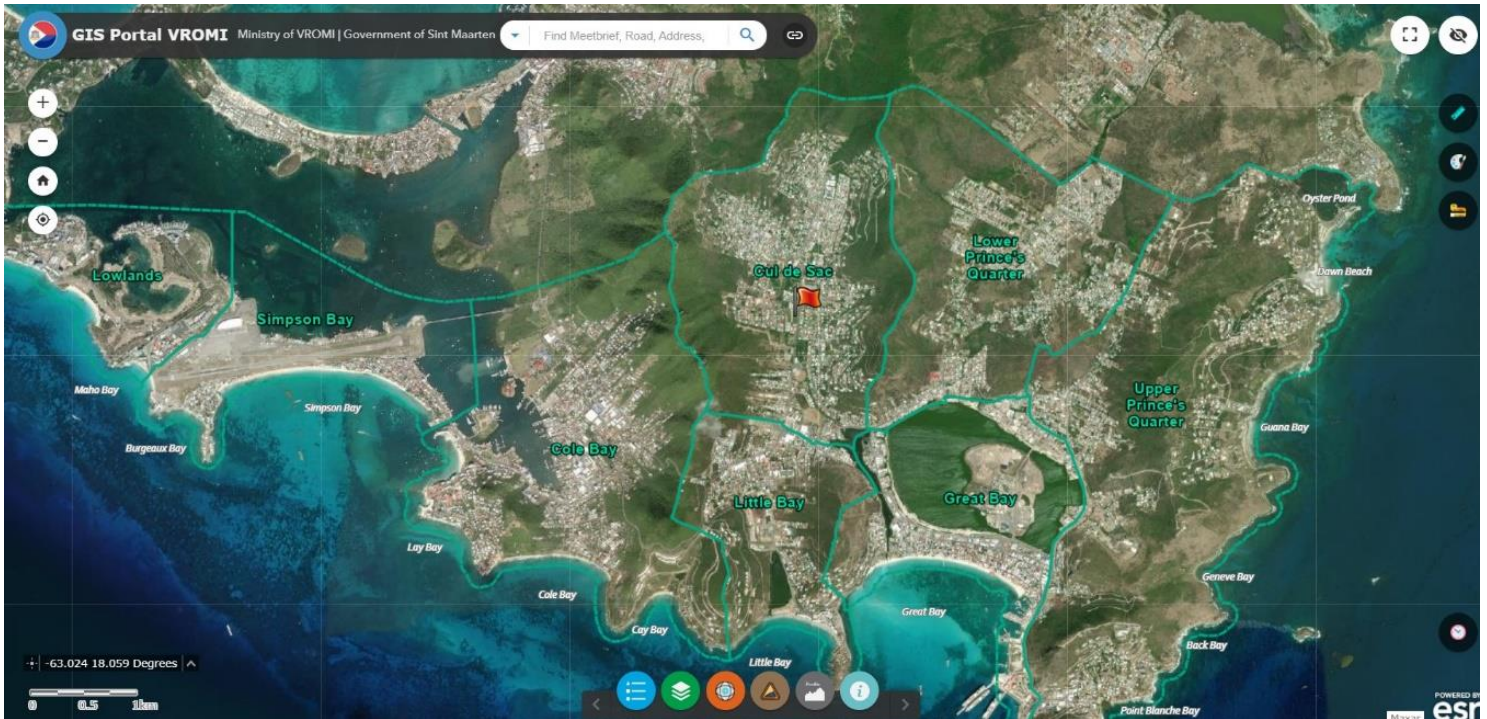 GIS Portal VROMI Ministry of VROMI | Government of Sint Maarten
Find Meetbrief, Road, Address,
Oyster Pond
Lower
Prince's
Quarter
Cul de Sac
Dawn Beach
Lowlands
Simpson Bay
Maho Bay
Simpson Bay
Upper
Prince's
Quarter
Guana Bay
Burgeaux Bay
Cole Bay
Little Bay
Great Bay
Lay Bay
Geneve Bay
Cole Bay
Great Bay
Cay Bay
Back Bay
Little Bay
-63.024 18.059 Degrees
0 0.5 1km
Point Blanche Bay
POWERED BY
esri
Maxar